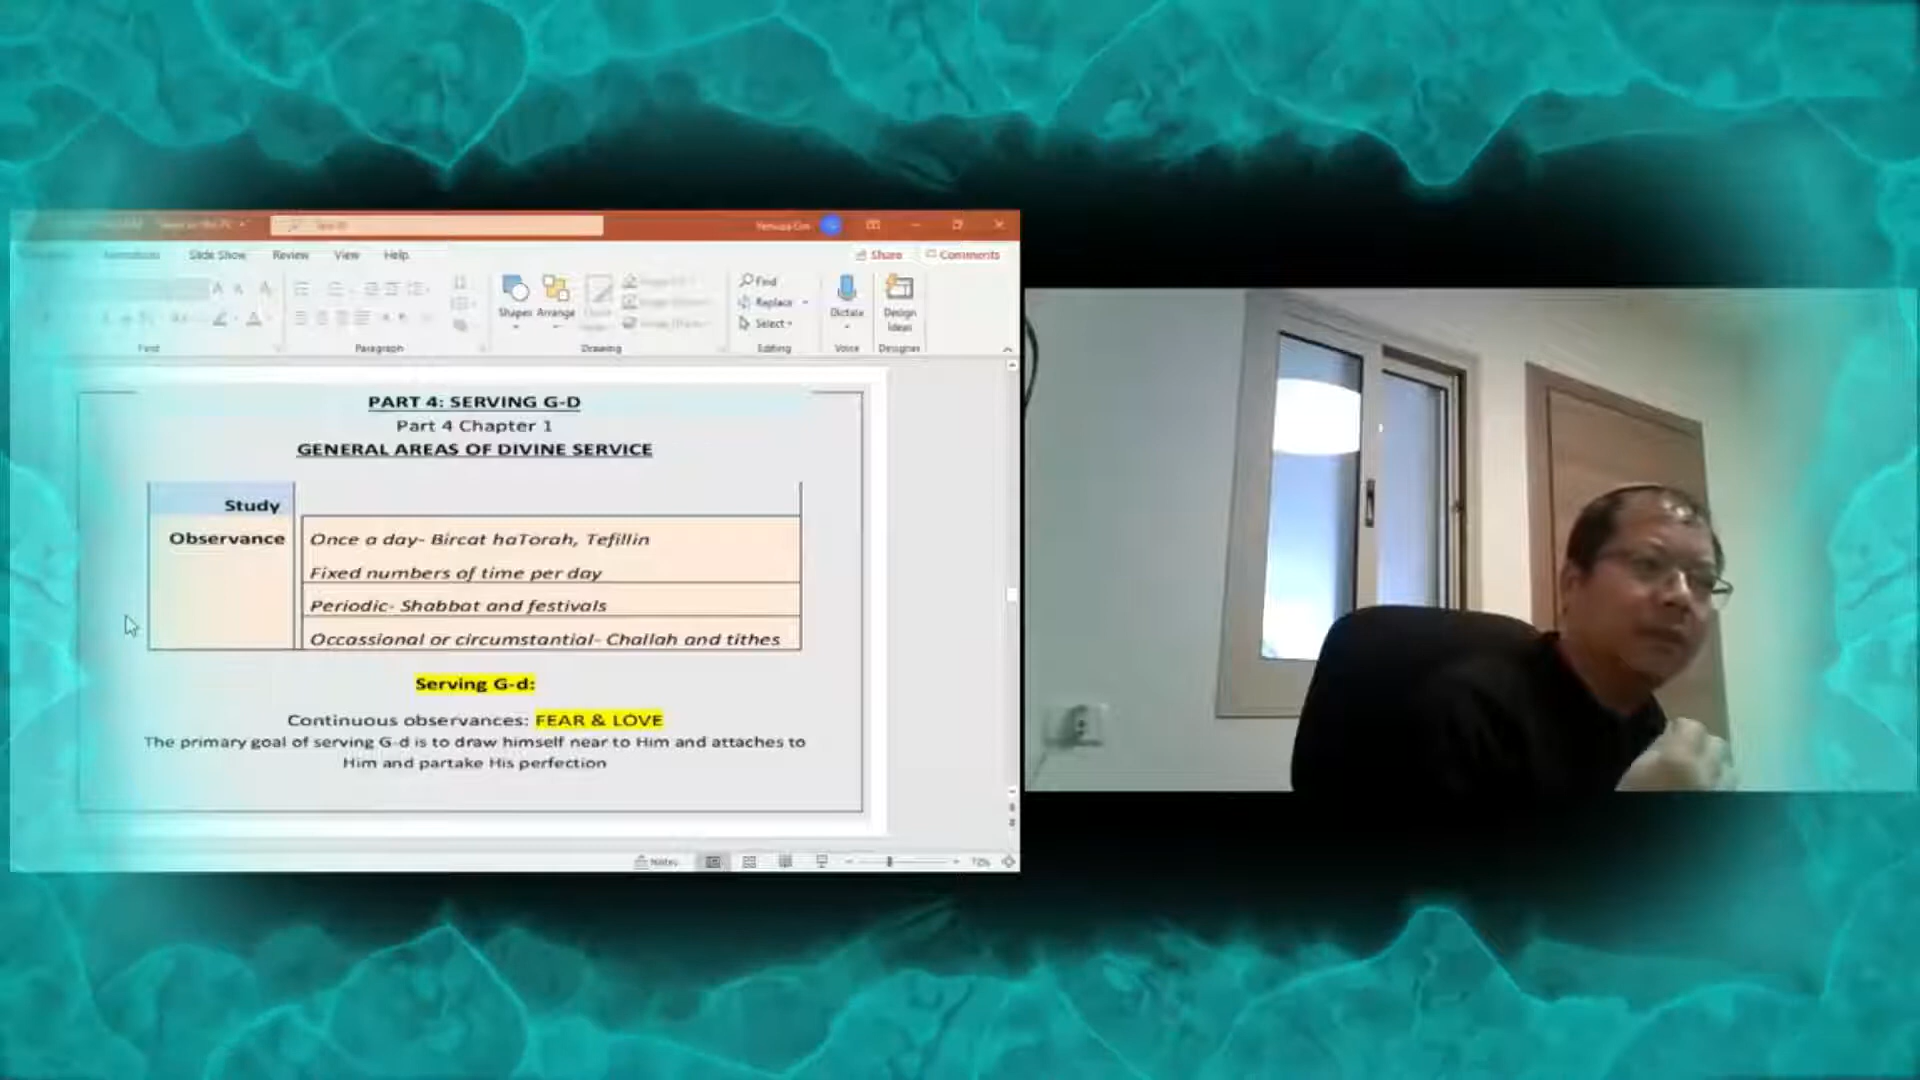 Slide Show Review View Help
Share Comments
Find
Replace
Select
Shapes Arrange
Dictate
Design
Ideas
Font Paragraph Drawing Editing Voice Designer
PART 4: SERVING G-D
Part 4 Chapter 1
GENERAL AREAS OF DIVINE SERVICE
Study
Observance
Once a day- Bircat haTorah, Tefillin
Fixed numbers of time per day
Periodic- Shabbat and festivals
Occassional or circumstantial- Challah and tithes
Serving G-d:
Continuous observances: FEAR & LOVE
The primary goal of serving G-d is to draw himself near to Him and attaches to
Him and partake His perfection
Notes